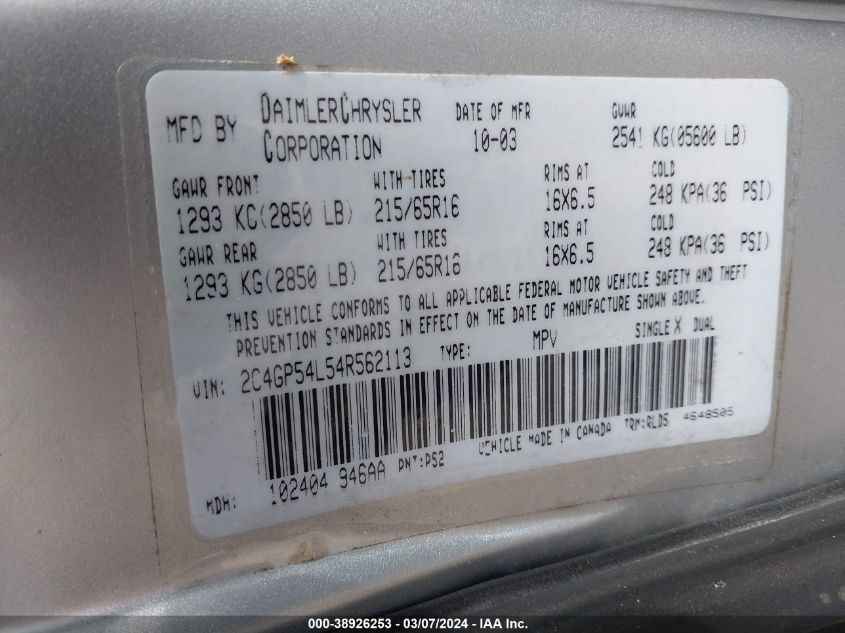 MFD BY DAIMLERCHRYSLER CORPORATION DATE OF MFR 10-03 GVWR 2541 KG(05600 LB)
GAWR FRONT WITH TIRES RIMS AT COLD
1293 KG(2850 LB) 215/65R16 16X6.5 248 KPA(36 PSI)
GAWR REAR WITH TIRES RIMS AT COLD
1293 KG(2850 LB) 215/65R16 16X6.5 248 KPA(36 PSI)
THIS VEHICLE CONFORMS TO ALL APPLICABLE FEDERAL MOTOR VEHICLE SAFETY AND THEFT
PREVENTION STANDARDS IN EFFECT ON THE DATE OF MANUFACTURE SHOWN ABOVE.
VIN: 2C4GP54L54R562113 TYPE: MPV SINGLE X DUAL
MDH: 102404 946AA PNT:PS2 VEHICLE MADE IN CANADA TRM:RLD5 4648505
000-38926253 - 03/07/2024 - IAA Inc.